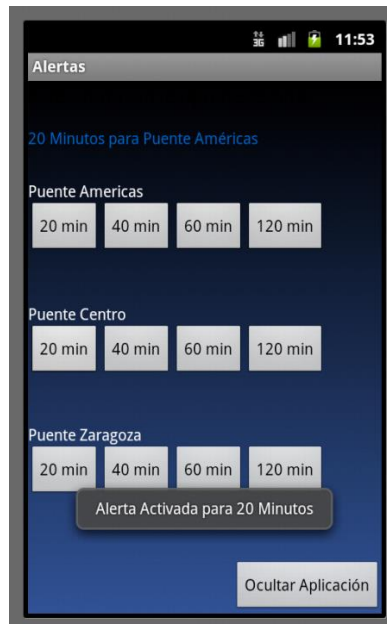 3G 11:53
Alertas
20 Minutos para Puente Américas
Puente Americas
20 min 40 min 60 min 120 min
Puente Centro
20 min 40 min 60 min 120 min
Puente Zaragoza
20 min 40 min 60 min 120 min
Alerta Activada para 20 Minutos
Ocultar Aplicación